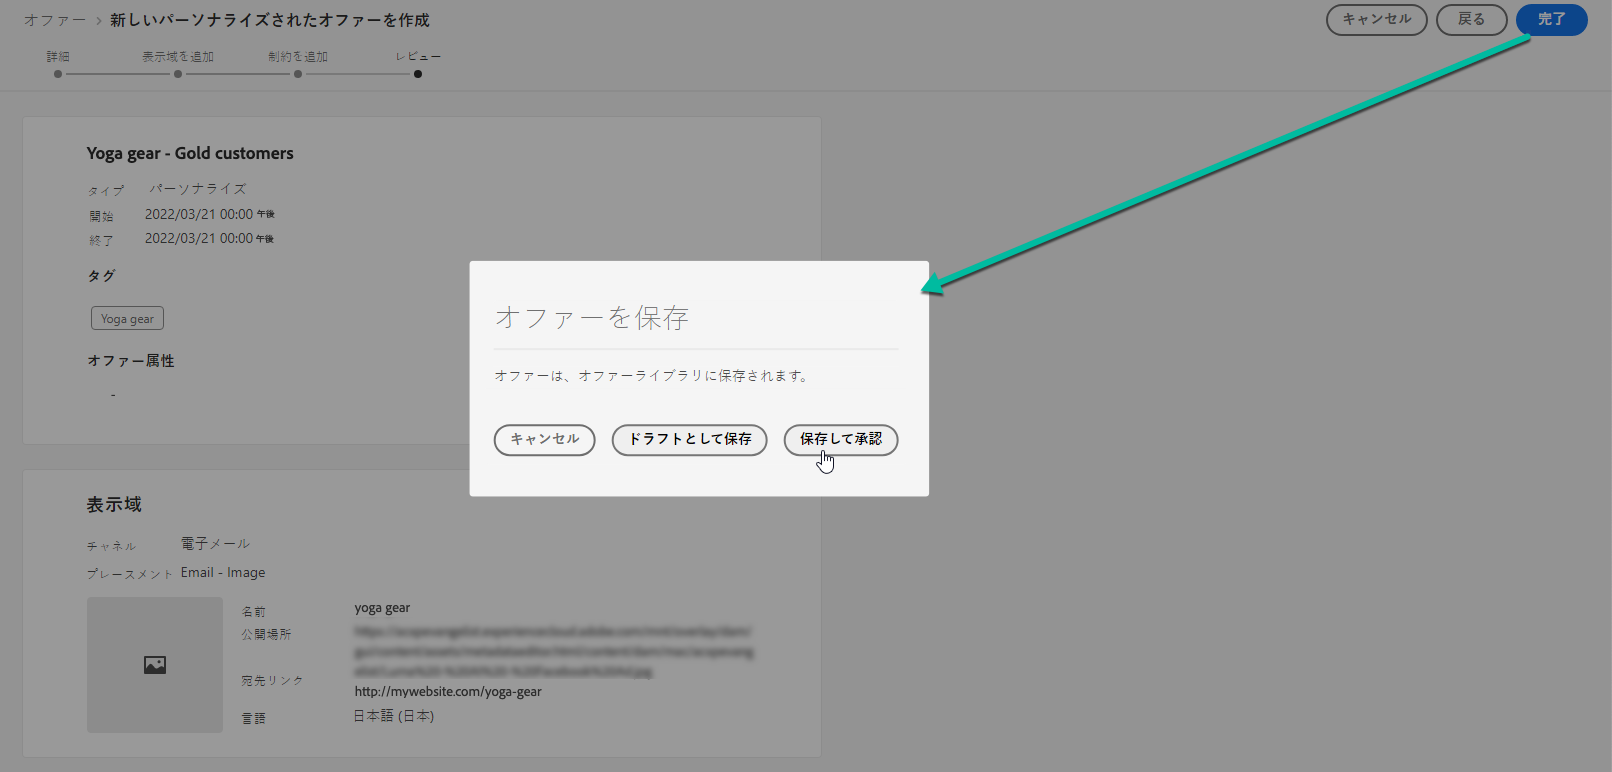 オファー > 新しいパーソナライズされたオファーを作成
キャンセル 戻る 完了
詳細 表示域を追加 制約を追加 レビュー
Yoga gear - Gold customers
タイプ パーソナライズ
開始 2022/03/21 00:00 午後
終了 2022/03/21 00:00 午後
タグ
Yoga gear
オファー属性
-
オファーを保存
オファーは、オファーライブラリに保存されます。
キャンセル ドラフトとして保存 保存して承認
表示域
チャネル 電子メール
プレースメント Email - Image
名前 yoga gear
公開場所
宛先リンク
http://mywebsite.com/yoga-gear
言語 日本語 (日本)